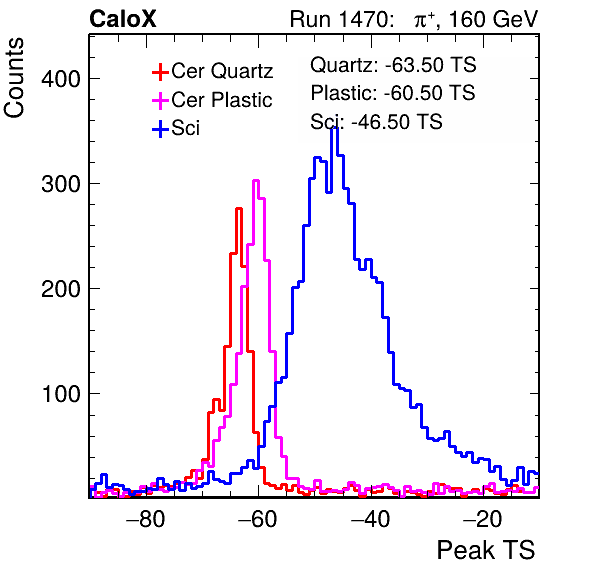 CaloX Run 1470: π⁺, 160 GeV
Counts
Cer Quartz
Cer Plastic
Sci
Quartz: -63.50 TS
Plastic: -60.50 TS
Sci: -46.50 TS
400
300
200
100
−80 −60 −40 −20
Peak TS